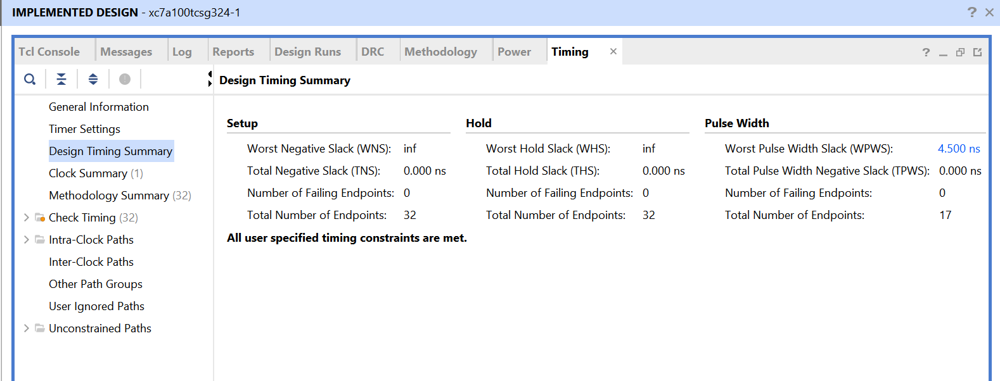 IMPLEMENTED DESIGN - xc7a100tcsg324-1 ? ×
Tcl Console Messages Log Reports Design Runs DRC Methodology Power Timing × ?
Design Timing Summary
General Information
Timer Settings
Design Timing Summary
Clock Summary (1)
Methodology Summary (32)
Check Timing (32)
Intra-Clock Paths
Inter-Clock Paths
Other Path Groups
User Ignored Paths
Unconstrained Paths
Setup Hold Pulse Width
Worst Negative Slack (WNS): inf Worst Hold Slack (WHS): inf Worst Pulse Width Slack (WPWS): 4.500 ns
Total Negative Slack (TNS): 0.000 ns Total Hold Slack (THS): 0.000 ns Total Pulse Width Negative Slack (TPWS): 0.000 ns
Number of Failing Endpoints: 0 Number of Failing Endpoints: 0 Number of Failing Endpoints: 0
Total Number of Endpoints: 32 Total Number of Endpoints: 32 Total Number of Endpoints: 17
All user specified timing constraints are met.